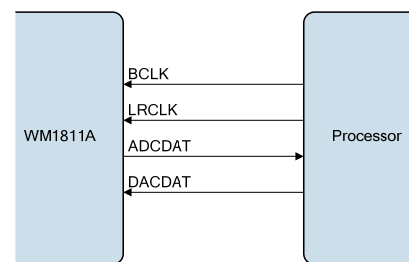 BCLK
LRCLK
WM1811A
ADCDAT
Processor
DACDAT